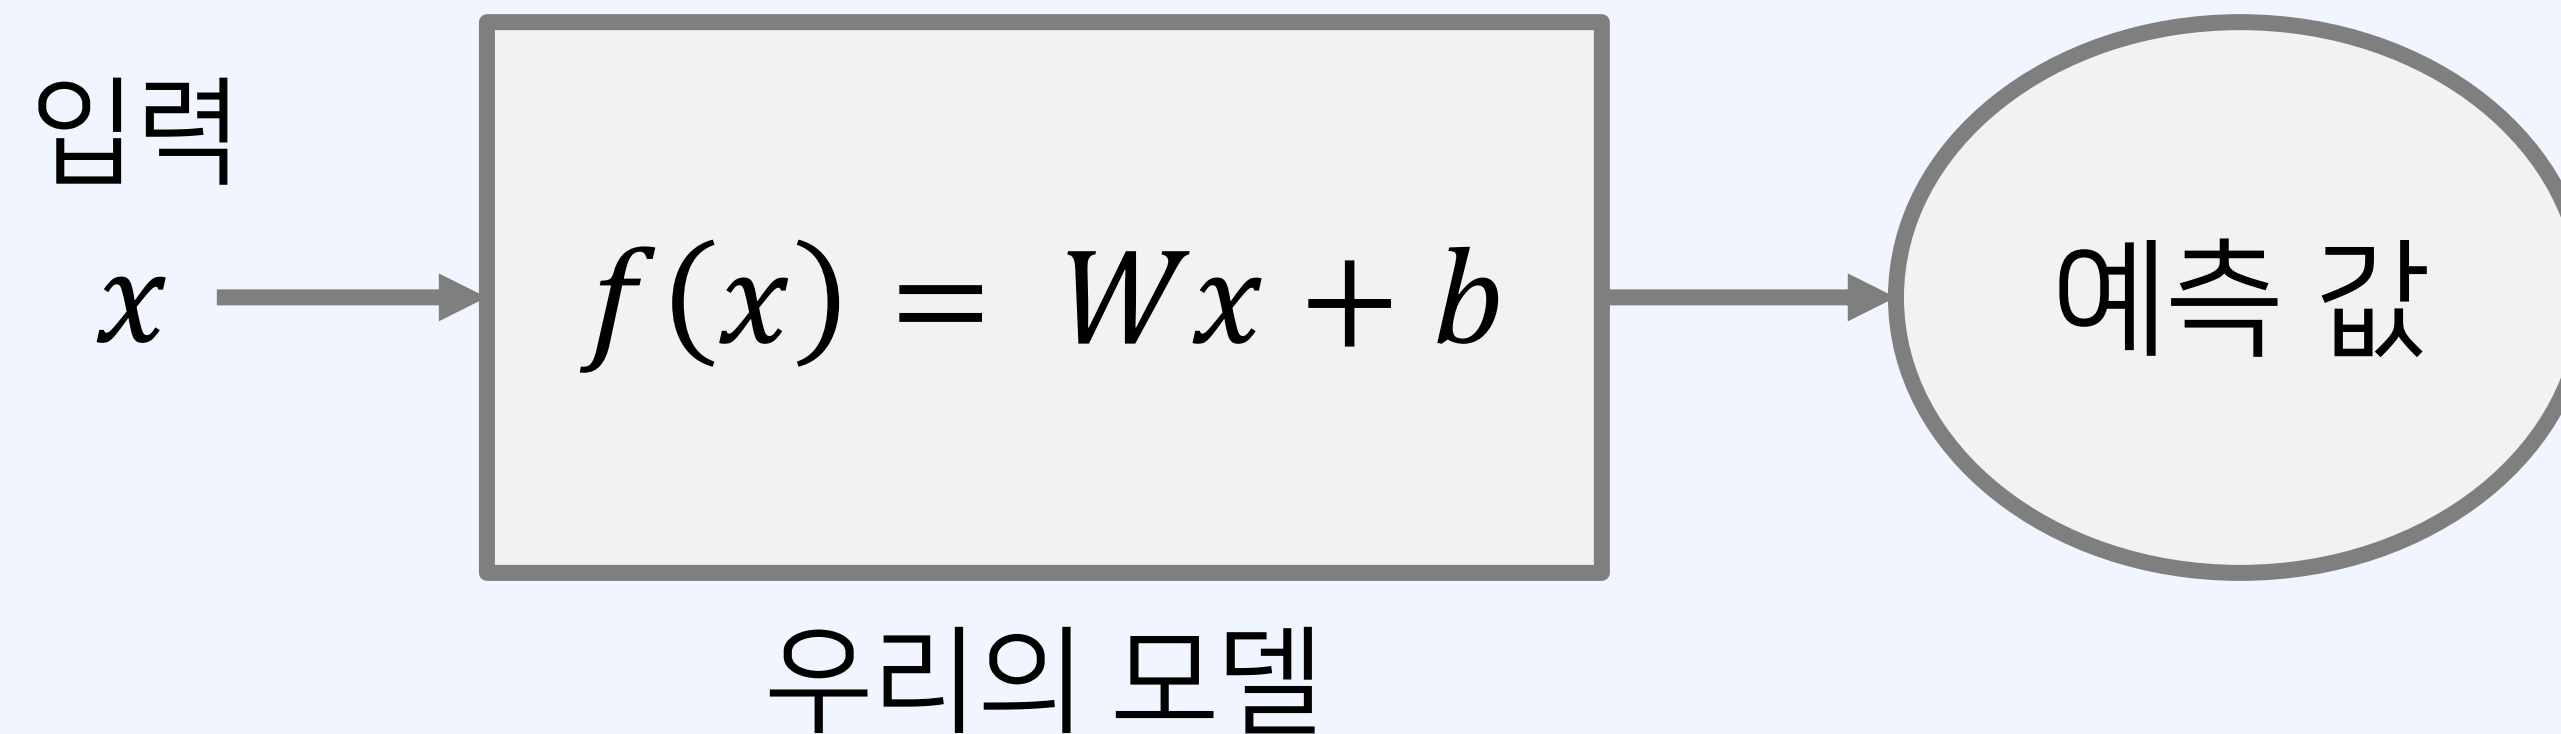 입력
x
f(x) = Wx + b
예측 값
우리의 모델